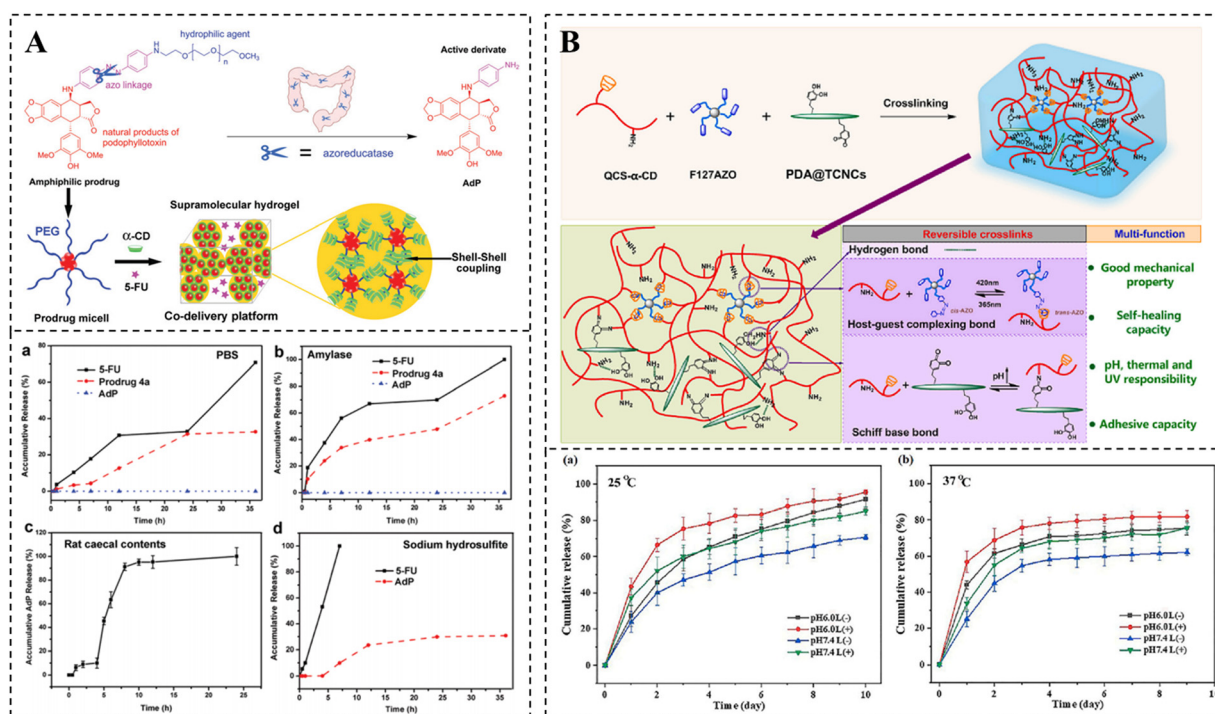 A
hydrophilic agent
azo linkage
natural products of
podophyllotoxin
Amphiphilic prodrug
= azoreducatase
Active derivate
AdP
PEG
α-CD
5-FU
Prodrug micell
Supramolecular hydrogel
Co-delivery platform
Shell-Shell
coupling
a
PBS
5-FU
Prodrug 4a
AdP
Accumulative Release (%)
Time (h)
b
Amylase
5-FU
Prodrug 4a
AdP
Accumulative Release (%)
Time (h)
c
Rat caecal contents
Accumulative AdP Release (%)
Time (h)
d
Sodium hydrosulfite
5-FU
AdP
Accumulative Release (%)
Time (h)
B
QCS-α-CD
+
F127AZO
+
PDA@TCNCs
Crosslinking
Reversible crosslinks
Multi-function
Hydrogen bond
420nm
365nm
cis-AZO
trans-AZO
Host-guest complexing bond
pH
Schiff base bond
• Good mechanical
property
• Self-healing
capacity
• pH, thermal and
UV responsibility
• Adhesive capacity
(a)
25℃
pH6.0L(-)
pH6.0L(+)
pH7.4 L(-)
pH7.4L(+)
Cumulative release (%)
Time (day)
(b)
37℃
pH6.0L(-)
pH6.0L(+)
pH7.4 L(-)
pH7.4L(+)
Cumulative release (%)
Time (day)